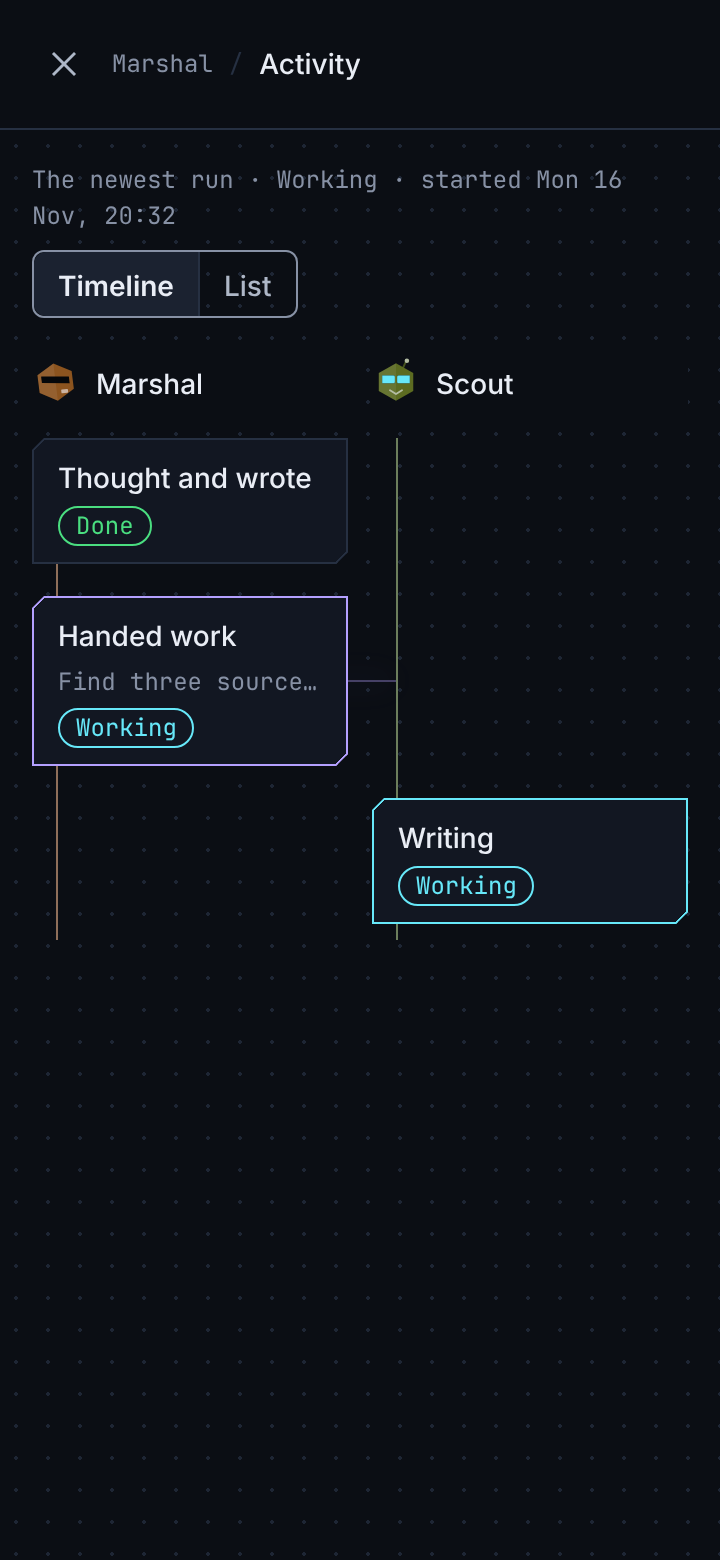 Marshal / Activity
The newest run · Working · started Mon 16
Nov, 20:32
Timeline List
Marshal Scout
Thought and wrote
Done
Handed work
Find three source…
Working
Writing
Working